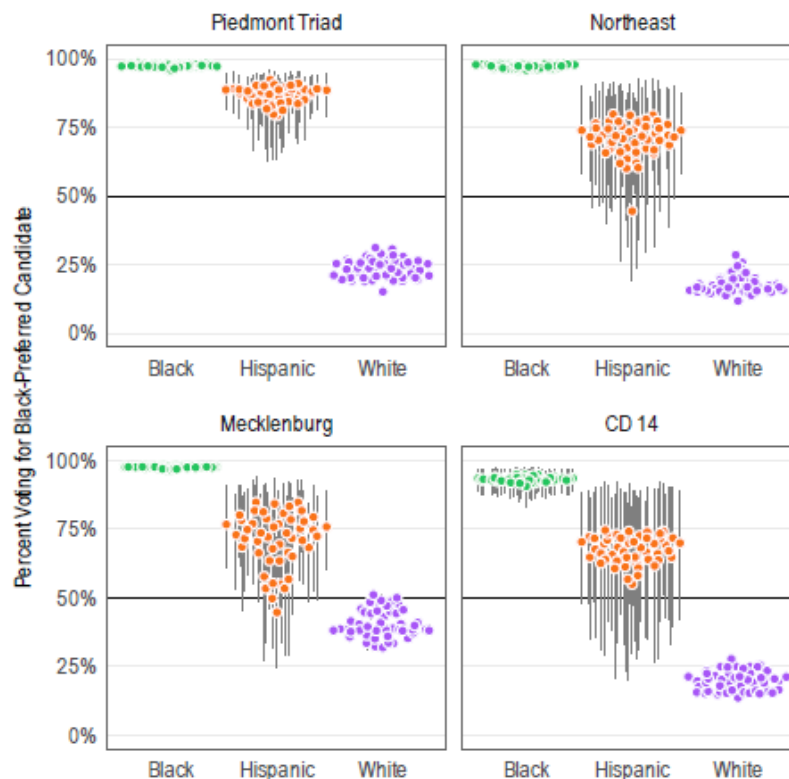 Piedmont Triad
Northeast
Percent Voting for Black-Preferred Candidate
100%
75%
50%
25%
0%
Black
Hispanic
White
Black
Hispanic
White
Mecklenburg
CD 14
100%
75%
50%
25%
0%
Black
Hispanic
White
Black
Hispanic
White